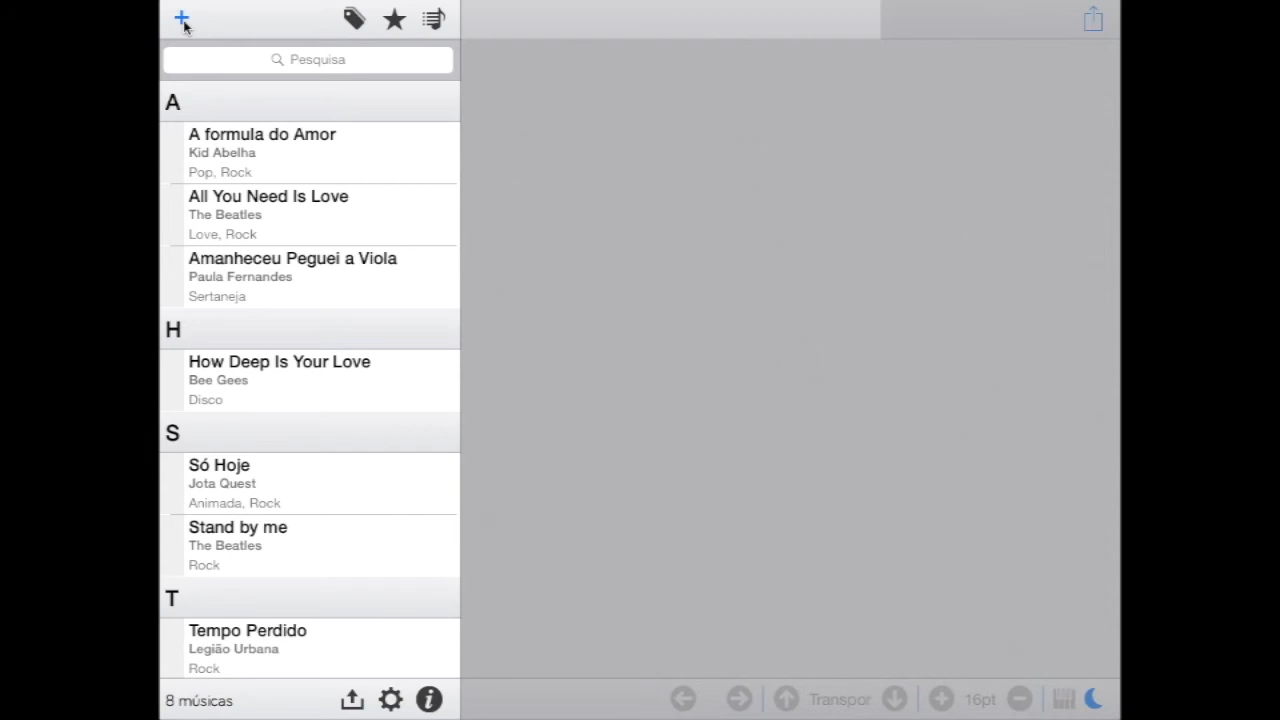 Pesquisa
A
A formula do Amor
Kid Abelha
Pop, Rock
All You Need Is Love
The Beatles
Love, Rock
Amanheceu Peguei a Viola
Paula Fernandes
Sertaneja
H
How Deep Is Your Love
Bee Gees
Disco
S
Só Hoje
Jota Quest
Animada, Rock
Stand by me
The Beatles
Rock
T
Tempo Perdido
Legião Urbana
Rock
8 músicas
Transpor
16pt